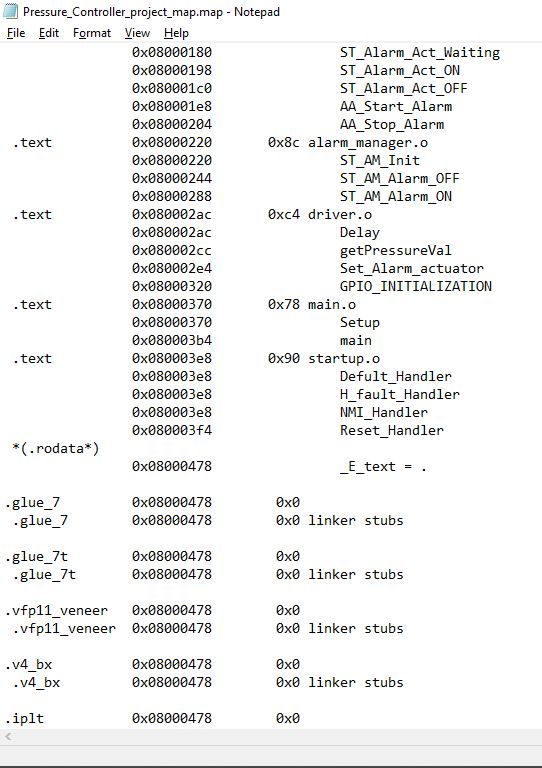 Pressure_Controller_project_map.map - Notepad
File Edit Format View Help
0x08000180 ST_Alarm_Act_Waiting
0x08000198 ST_Alarm_Act_ON
0x080001c0 ST_Alarm_Act_OFF
0x080001e8 AA_Start_Alarm
0x08000204 AA_Stop_Alarm
.text 0x08000220 0x8c alarm_manager.o
0x08000220 ST_AM_Init
0x08000244 ST_AM_Alarm_OFF
0x08000288 ST_AM_Alarm_ON
.text 0x080002ac 0xc4 driver.o
0x080002ac Delay
0x080002cc getPressureVal
0x080002e4 Set_Alarm_actuator
0x08000320 GPIO_INITIALIZATION
.text 0x08000370 0x78 main.o
0x08000370 Setup
0x080003b4 main
.text 0x080003e8 0x90 startup.o
0x080003e8 Defult_Handler
0x080003e8 H_fault_Handler
0x080003e8 NMI_Handler
0x080003f4 Reset_Handler
*(.rodata*)
0x08000478 _E_text = .
.glue_7 0x08000478 0x0
.glue_7 0x08000478 0x0 linker stubs
.glue_7t 0x08000478 0x0
.glue_7t 0x08000478 0x0 linker stubs
.vfp11_veneer 0x08000478 0x0
.vfp11_veneer 0x08000478 0x0 linker stubs
.v4_bx 0x08000478 0x0
.v4_bx 0x08000478 0x0 linker stubs
.iplt 0x08000478 0x0